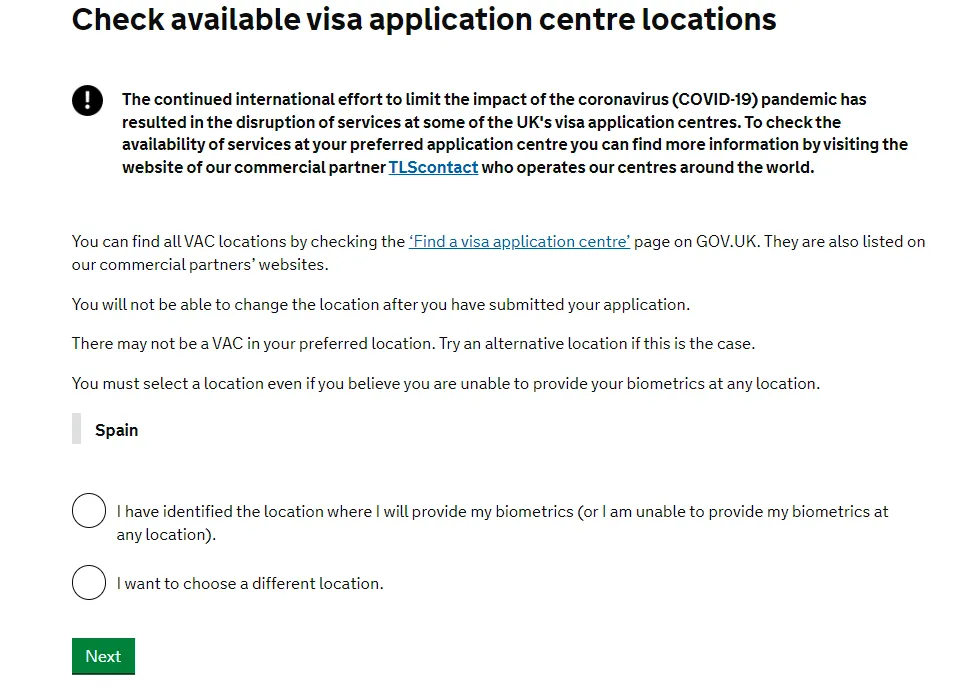 Check available visa application centre locations
!
The continued international effort to limit the impact of the coronavirus (COVID-19) pandemic has
resulted in the disruption of services at some of the UK's visa application centres. To check the
availability of services at your preferred application centre you can find more information by visiting the
website of our commercial partner TLScontact who operates our centres around the world.
You can find all VAC locations by checking the ‘Find a visa application centre’ page on GOV.UK. They are also listed on
our commercial partners’ websites.
You will not be able to change the location after you have submitted your application.
There may not be a VAC in your preferred location. Try an alternative location if this is the case.
You must select a location even if you believe you are unable to provide your biometrics at any location.
Spain
I have identified the location where I will provide my biometrics (or I am unable to provide my biometrics at
any location).
I want to choose a different location.
Next